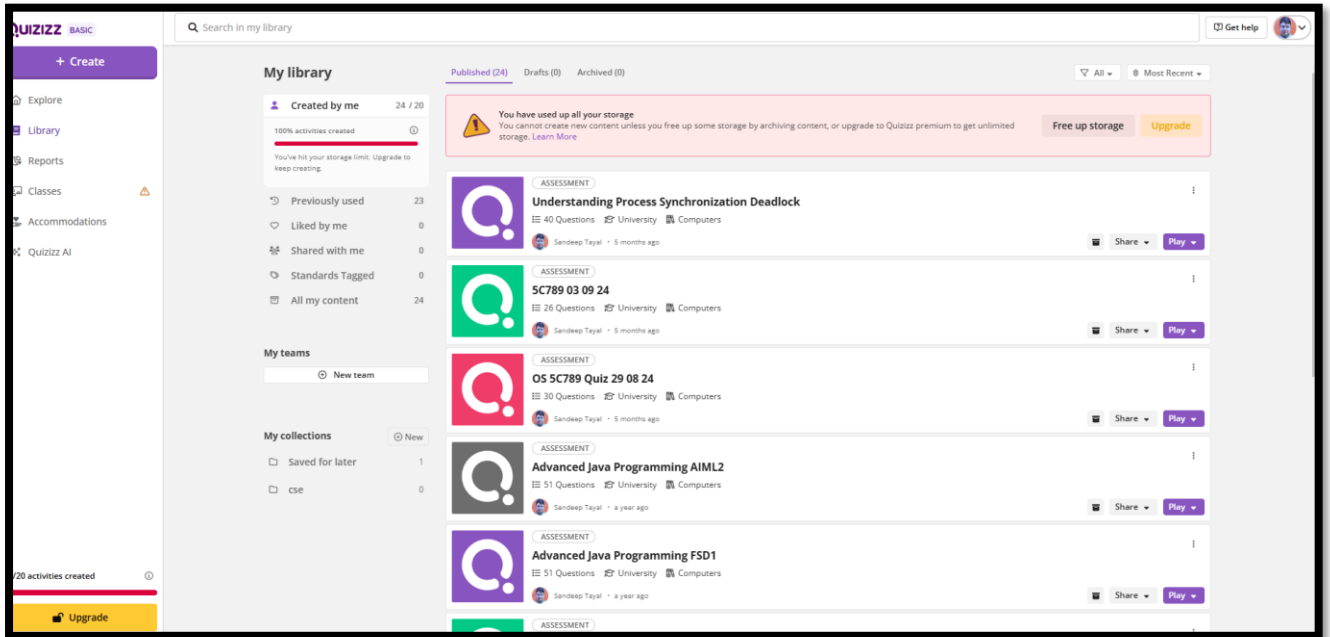 QUIZIZZ BASIC
+ Create
Explore
Library
Reports
Classes
Accommodations
Quizizz AI
/20 activities created
Upgrade
Search in my library
Get help
My library
Created by me 24 / 20
100% activities created
You've hit your storage limit. Upgrade to
keep creating.
Previously used 23
Liked by me 0
Shared with me 0
Standards Tagged 0
All my content 24
My teams
New team
My collections New
Saved for later 1
cse 0
Published (24) Drafts (0) Archived (0)
All Most Recent
You have used up all your storage
You cannot create new content unless you free up some storage by archiving content, or upgrade to Quizizz premium to get unlimited
storage. Learn More
Free up storage Upgrade
ASSESSMENT
Understanding Process Synchronization Deadlock
40 Questions University Computers
Sandeep Tayal • 5 months ago
Share Play
ASSESSMENT
5C789 03 09 24
26 Questions University Computers
Sandeep Tayal • 5 months ago
Share Play
ASSESSMENT
OS 5C789 Quiz 29 08 24
30 Questions University Computers
Sandeep Tayal • 5 months ago
Share Play
ASSESSMENT
Advanced Java Programming AIML2
51 Questions University Computers
Sandeep Tayal • a year ago
Share Play
ASSESSMENT
Advanced Java Programming FSD1
51 Questions University Computers
Sandeep Tayal • a year ago
Share Play
ASSESSMENT